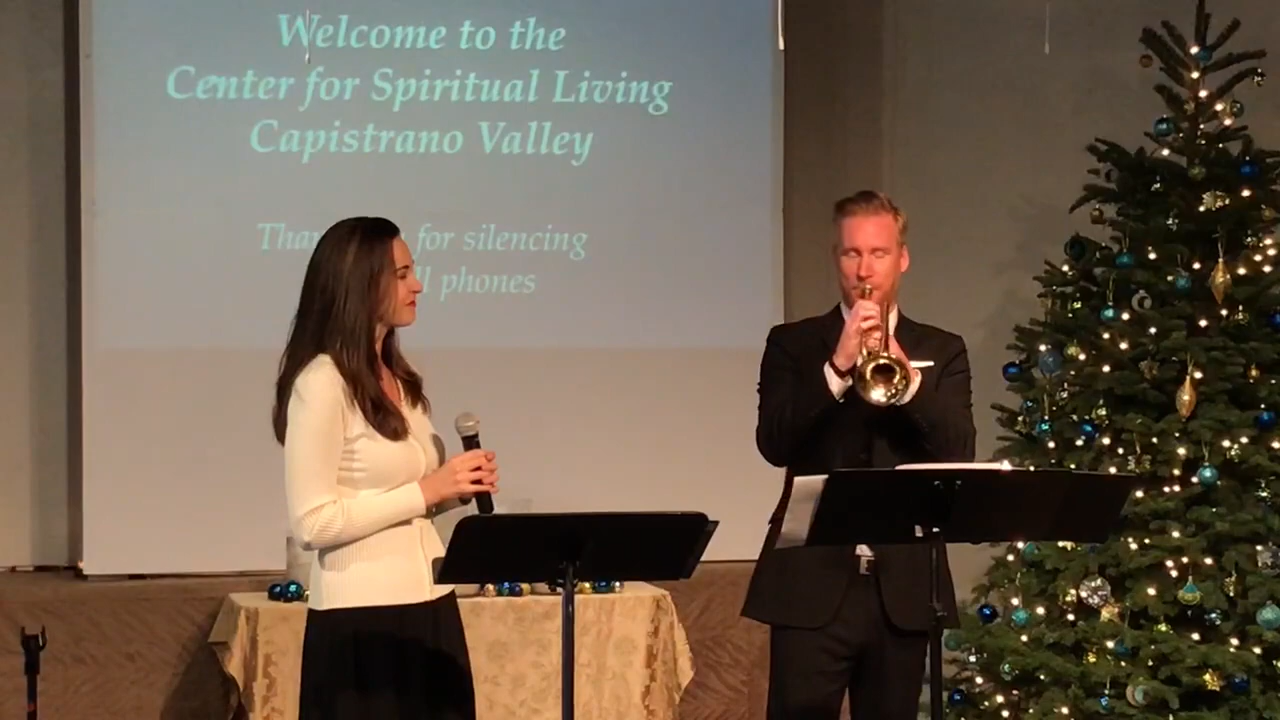 Welcome to the
Center for Spiritual Living
Capistrano Valley
for silencing
phones